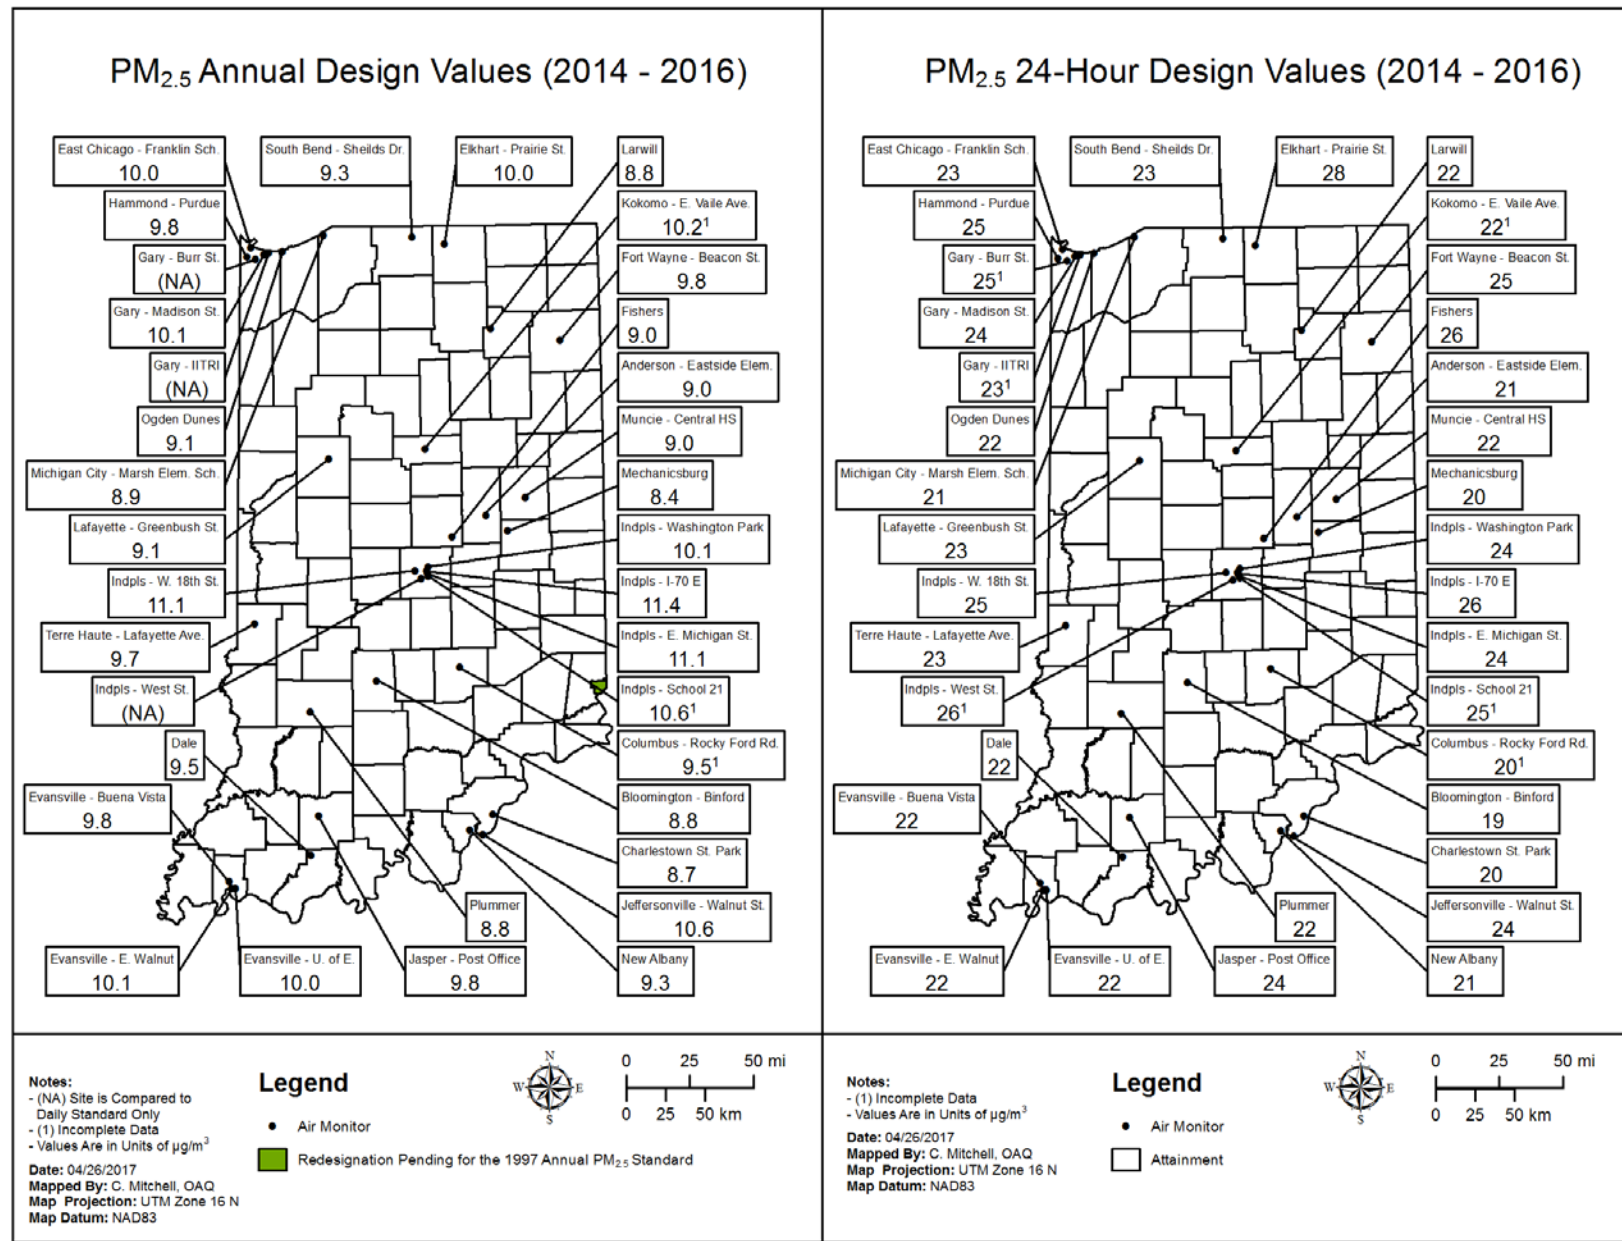 PM2.5 Annual Design Values (2014 - 2016)
East Chicago - Franklin Sch.
10.0
South Bend - Sheilds Dr.
9.3
Elkhart - Prairie St.
10.0
Larwill
8.8
Hammond - Purdue
9.8
Kokomo - E. Vaile Ave.
10.2¹
Gary - Burr St.
(NA)
Fort Wayne - Beacon St.
9.8
Gary - Madison St.
10.1
Fishers
9.0
Gary - IITRI
(NA)
Anderson - Eastside Elem.
9.0
Ogden Dunes
9.1
Muncie - Central HS
9.0
Michigan City - Marsh Elem. Sch.
8.9
Mechanicsburg
8.4
Lafayette - Greenbush St.
9.1
Indpls - Washington Park
10.1
Indpls - W. 18th St.
11.1
Indpls - I-70 E
11.4
Terre Haute - Lafayette Ave.
9.7
Indpls - E. Michigan St.
11.1
Indpls - West St.
(NA)
Indpls - School 21
10.6¹
Dale
9.5
Columbus - Rocky Ford Rd.
9.5¹
Evansville - Buena Vista
9.8
Bloomington - Binford
8.8
Charlestown St. Park
8.7
Plummer
8.8
Jeffersonville - Walnut St.
10.6
Evansville - E. Walnut
10.1
Evansville - U. of E.
10.0
Jasper - Post Office
9.8
New Albany
9.3
Notes:
- (NA) Site is Compared to
Daily Standard Only
- (1) Incomplete Data
- Values Are in Units of µg/m³
Date: 04/26/2017
Mapped By: C. Mitchell, OAQ
Map Projection: UTM Zone 16 N
Map Datum: NAD83
Legend
Air Monitor
Redesignation Pending for the 1997 Annual PM2.5 Standard
N
W E
S
0 25 50 mi
0 25 50 km
PM2.5 24-Hour Design Values (2014 - 2016)
East Chicago - Franklin Sch.
23
South Bend - Sheilds Dr.
23
Elkhart - Prairie St.
28
Larwill
22
Hammond - Purdue
25
Kokomo - E. Vaile Ave.
22¹
Gary - Burr St.
25¹
Fort Wayne - Beacon St.
25
Gary - Madison St.
24
Fishers
26
Gary - IITRI
23¹
Anderson - Eastside Elem.
21
Ogden Dunes
22
Muncie - Central HS
22
Michigan City - Marsh Elem. Sch.
21
Mechanicsburg
20
Lafayette - Greenbush St.
23
Indpls - Washington Park
24
Indpls - W. 18th St.
25
Indpls - I-70 E
26
Terre Haute - Lafayette Ave.
23
Indpls - E. Michigan St.
24
Indpls - West St.
26¹
Indpls - School 21
25¹
Dale
22
Columbus - Rocky Ford Rd.
20¹
Evansville - Buena Vista
22
Bloomington - Binford
19
Charlestown St. Park
20
Plummer
22
Jeffersonville - Walnut St.
24
Evansville - E. Walnut
22
Evansville - U. of E.
22
Jasper - Post Office
24
New Albany
21
Notes:
- (1) Incomplete Data
- Values Are in Units of µg/m³
Date: 04/26/2017
Mapped By: C. Mitchell, OAQ
Map Projection: UTM Zone 16 N
Map Datum: NAD83
Legend
Air Monitor
Attainment
N
W E
S
0 25 50 mi
0 25 50 km